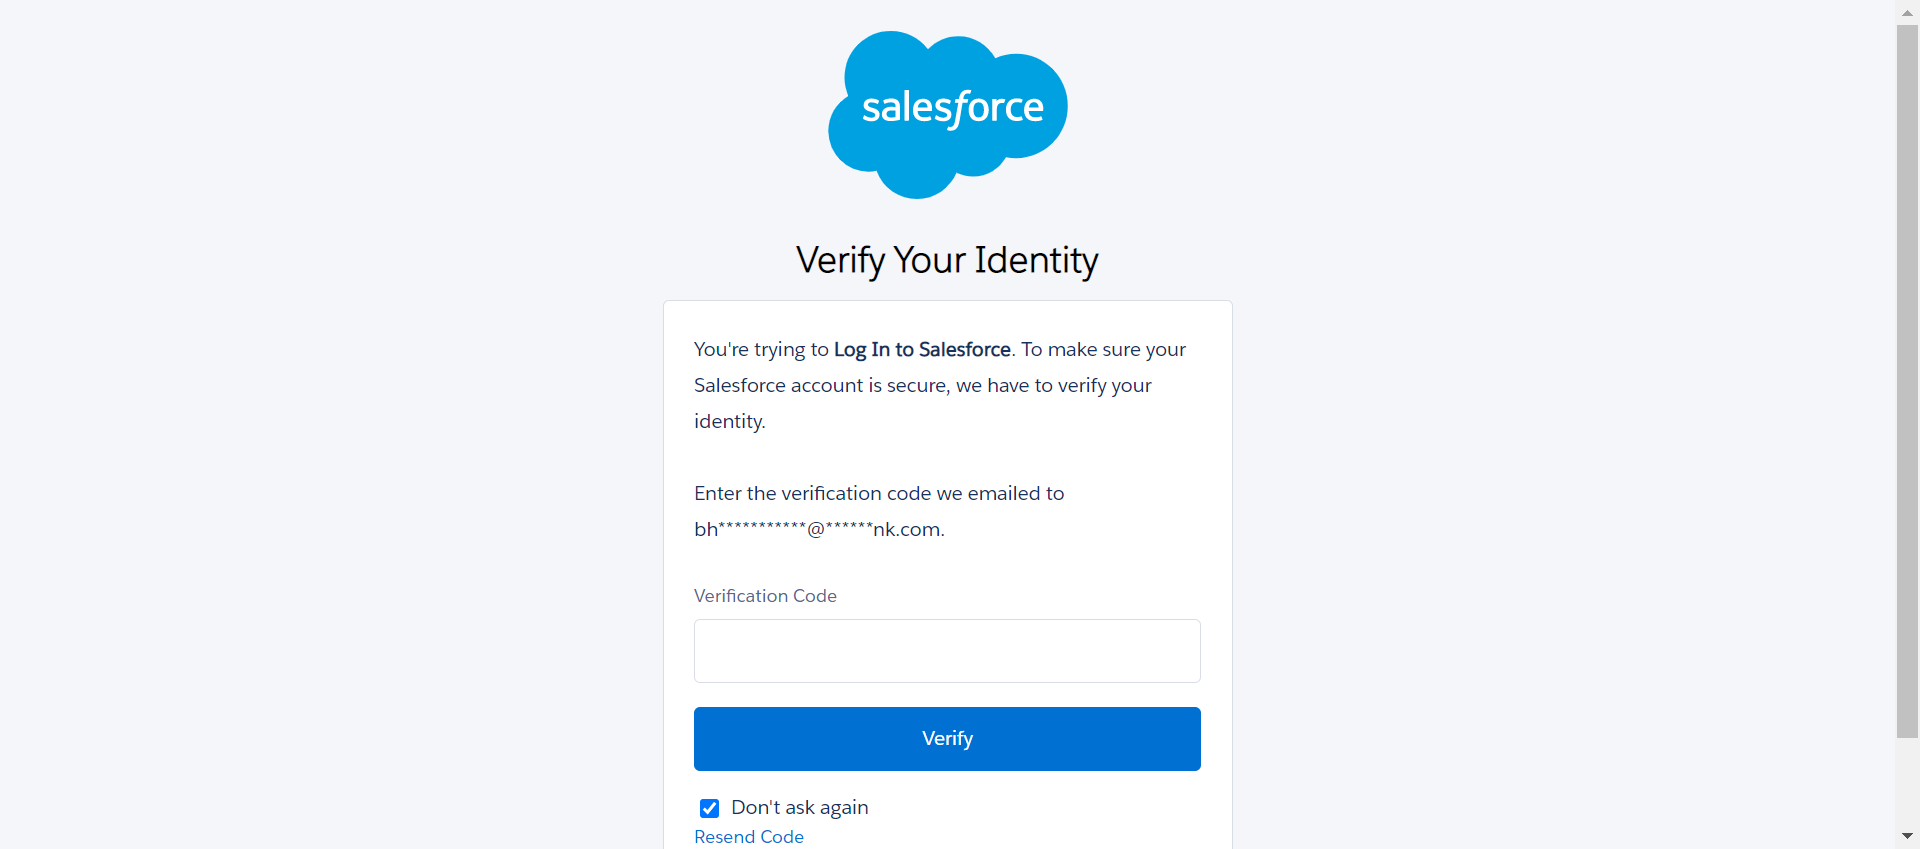 salesforce
Verify Your Identity
You're trying to Log In to Salesforce. To make sure your
Salesforce account is secure, we have to verify your
identity.
Enter the verification code we emailed to
bh***********@******nk.com.
Verification Code
Verify
Don't ask again
Resend Code